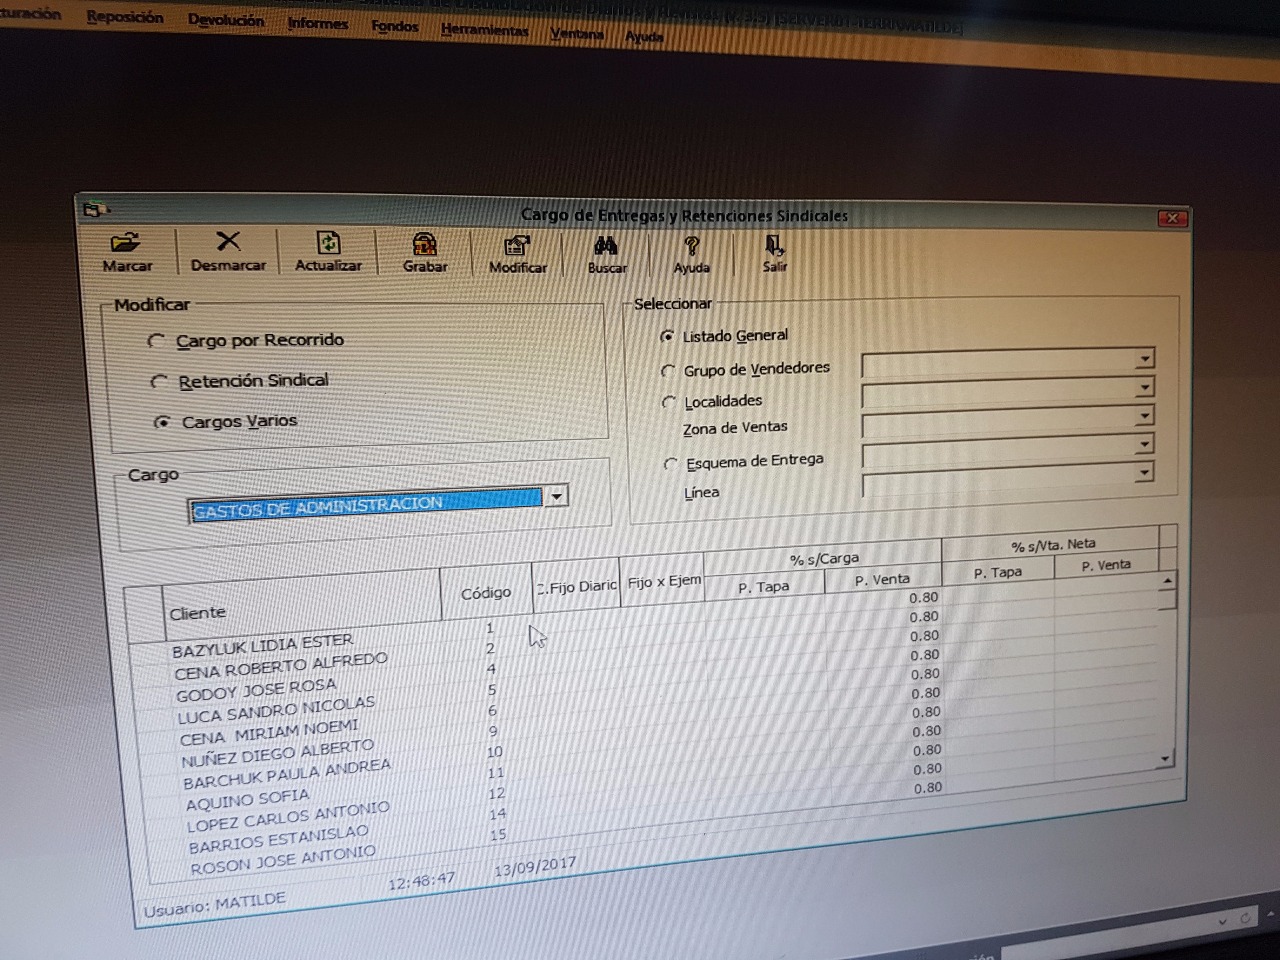 Reposición Devolución Informes Fondos Herramientas Ventana Ayuda
Cargo de Entregas y Retenciones Sindicales
Marcar Desmarcar Actualizar Grabar Modificar Buscar Ayuda Salir
Modificar
Cargo por Recorrido
Retención Sindical
Cargos Varios
Cargo
GASTOS DE ADMINISTRACION
Seleccionar
Listado General
Grupo de Vendedores
Localidades
Zona de Ventas
Esquema de Entrega
Línea
% s/Carga % s/Vta. Neta
Cliente Código C.Fijo Diaric Fijo x Ejem P. Tapa P. Venta P. Tapa P. Venta
BAZYLUK LIDIA ESTER 1 0.80
CENA ROBERTO ALFREDO 2 0.80
GODOY JOSE ROSA 4 0.80
LUCA SANDRO NICOLAS 5 0.80
CENA MIRIAM NOEMI 6 0.80
NUÑEZ DIEGO ALBERTO 9 0.80
BARCHUK PAULA ANDREA 10 0.80
AQUINO SOFIA 11 0.80
LOPEZ CARLOS ANTONIO 12 0.80
BARRIOS ESTANISLAO 14 0.80
ROSON JOSE ANTONIO 15 0.80
Usuario: MATILDE 12:48:47 13/09/2017